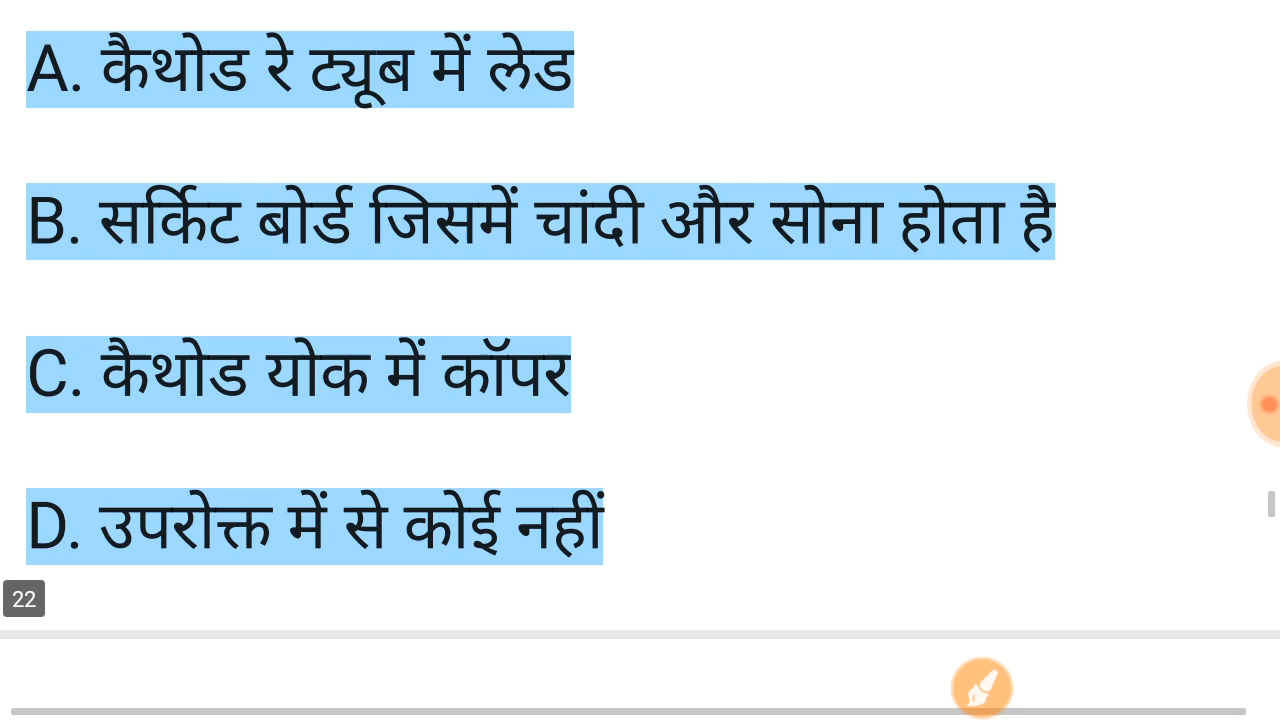 A. कैथोड रे ट्यूब में लेड
B. सर्किट बोर्ड जिसमें चांदी और सोना होता है
C. कैथोड योक में कॉपर
D. उपरोक्त में से कोई नहीं
22